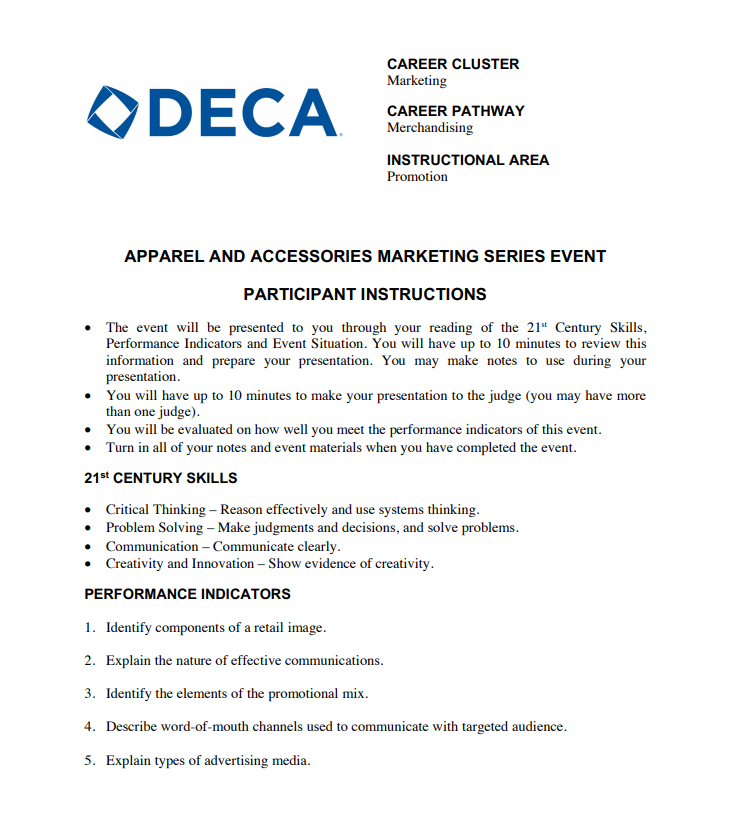 DECA
CAREER CLUSTER
Marketing
CAREER PATHWAY
Merchandising
INSTRUCTIONAL AREA
Promotion
APPAREL AND ACCESSORIES MARKETING SERIES EVENT
PARTICIPANT INSTRUCTIONS
• The event will be presented to you through your reading of the 21st Century Skills,
Performance Indicators and Event Situation. You will have up to 10 minutes to review this
information and prepare your presentation. You may make notes to use during your
presentation.
• You will have up to 10 minutes to make your presentation to the judge (you may have more
than one judge).
• You will be evaluated on how well you meet the performance indicators of this event.
• Turn in all of your notes and event materials when you have completed the event.
21st CENTURY SKILLS
• Critical Thinking – Reason effectively and use systems thinking.
• Problem Solving – Make judgments and decisions, and solve problems.
• Communication – Communicate clearly.
• Creativity and Innovation – Show evidence of creativity.
PERFORMANCE INDICATORS
1. Identify components of a retail image.
2. Explain the nature of effective communications.
3. Identify the elements of the promotional mix.
4. Describe word-of-mouth channels used to communicate with targeted audience.
5. Explain types of advertising media.